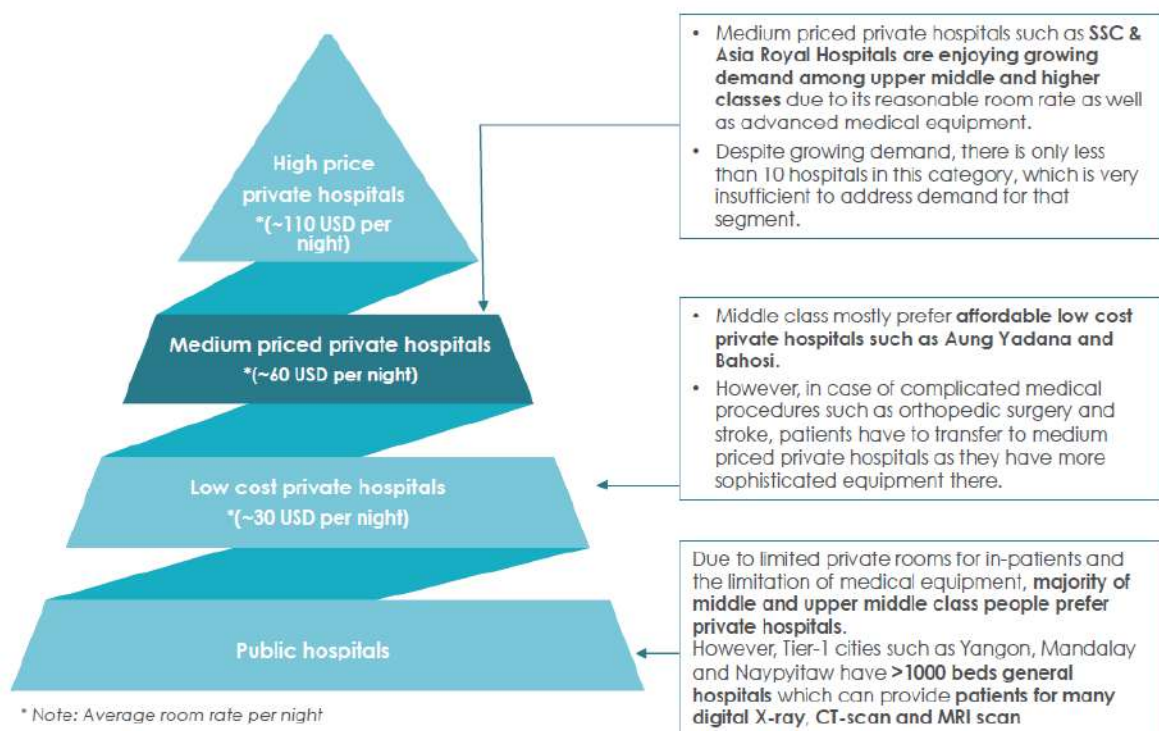 High price
private hospitals
*(~110 USD per
night)
Medium priced private hospitals
*(~60 USD per night)
Low cost private hospitals
*(~30 USD per night)
Public hospitals
* Note: Average room rate per night
• Medium priced private hospitals such as SSC &
Asia Royal Hospitals are enjoying growing
demand among upper middle and higher
classes due to its reasonable room rate as well
as advanced medical equipment.
• Despite growing demand, there is only less
than 10 hospitals in this category, which is very
insufficient to address demand for that
segment.
• Middle class mostly prefer affordable low cost
private hospitals such as Aung Yadana and
Bahosi.
• However, in case of complicated medical
procedures such as orthopedic surgery and
stroke, patients have to transfer to medium
priced private hospitals as they have more
sophisticated equipment there.
Due to limited private rooms for in-patients and
the limitation of medical equipment, majority of
middle and upper middle class people prefer
private hospitals.
However, Tier-1 cities such as Yangon, Mandalay
and Naypyitaw have >1000 beds general
hospitals which can provide patients for many
digital X-ray, CT-scan and MRI scan